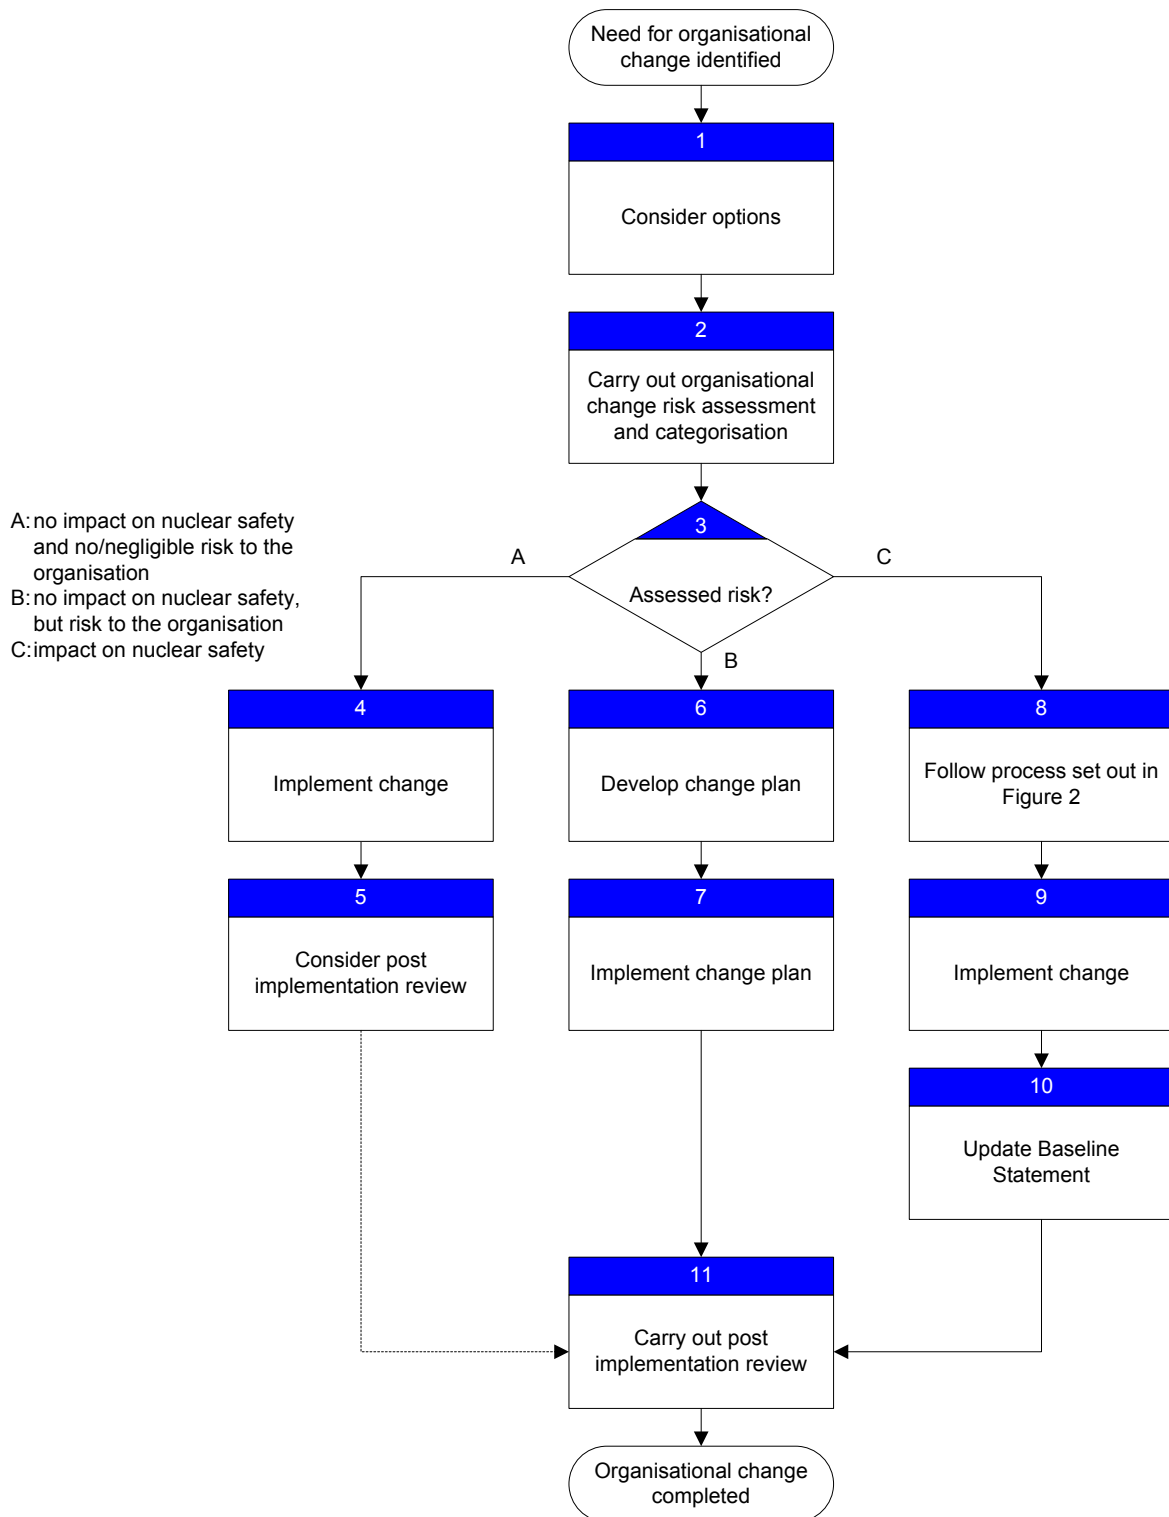 Need for organisational
change identified
1
Consider options
2
Carry out organisational
change risk assessment
and categorisation
A: no impact on nuclear safety
and no/negligible risk to the
organisation
B: no impact on nuclear safety,
but risk to the organisation
C: impact on nuclear safety
3
Assessed risk?
A
B
C
4
Implement change
6
Develop change plan
8
Follow process set out in
Figure 2
5
Consider post
implementation review
7
Implement change plan
9
Implement change
10
Update Baseline
Statement
11
Carry out post
implementation review
Organisational change
completed